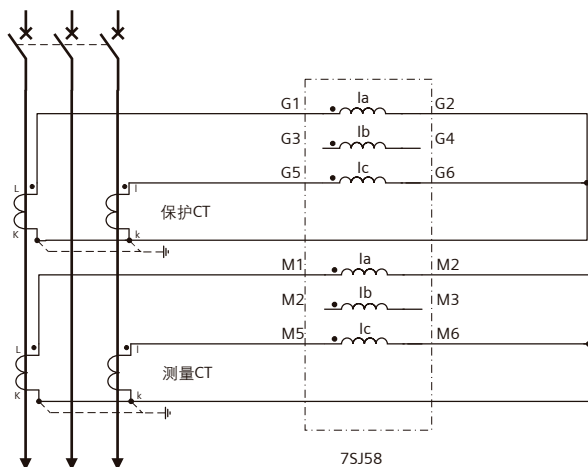 Ia
G1 G2
Ib
G3 G4
Ic
G5 G6
L l
保护CT
K k
Ia
M1 M2
Ib
M2 M3
Ic
M5 M6
L l
测量CT
K k
7SJ58